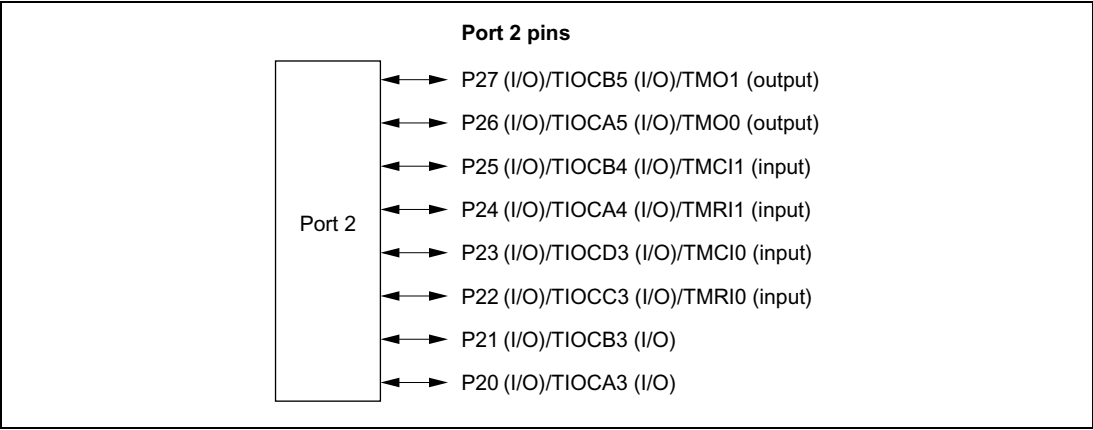 Port 2 pins
P27 (I/O)/TIOCB5 (I/O)/TMO1 (output)
P26 (I/O)/TIOCA5 (I/O)/TMO0 (output)
P25 (I/O)/TIOCB4 (I/O)/TMCI1 (input)
P24 (I/O)/TIOCA4 (I/O)/TMRI1 (input)
Port 2
P23 (I/O)/TIOCD3 (I/O)/TMCI0 (input)
P22 (I/O)/TIOCC3 (I/O)/TMRI0 (input)
P21 (I/O)/TIOCB3 (I/O)
P20 (I/O)/TIOCA3 (I/O)